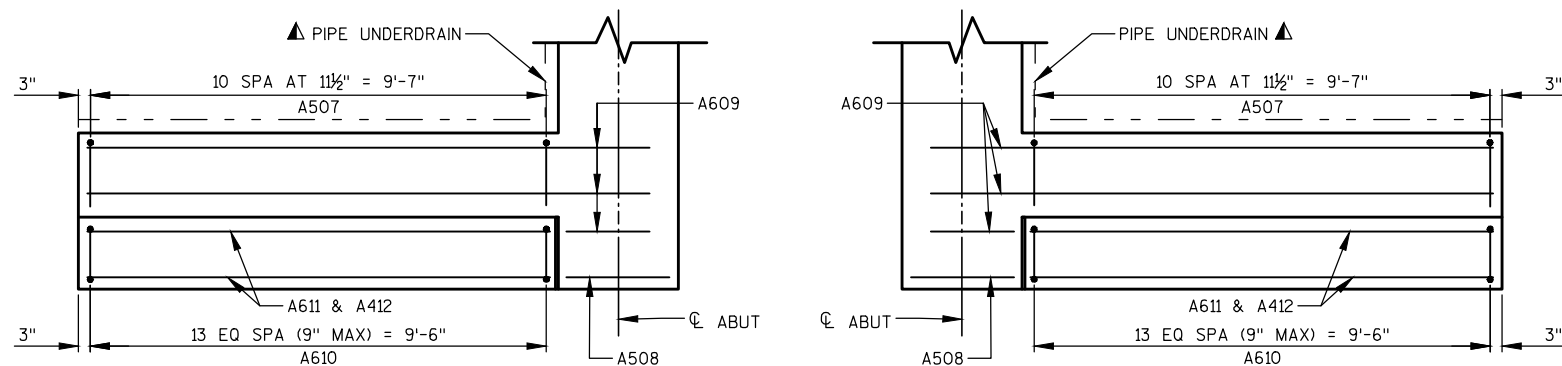 PIPE UNDERDRAIN
3"
10 SPA AT 11½" = 9'-7"
A507
A609
A611 & A412
℄ ABUT
3"
13 EQ SPA (9" MAX) = 9'-6"
A610
A508
PIPE UNDERDRAIN
10 SPA AT 11½" = 9'-7"
3"
A507
A609
A611 & A412
℄ ABUT
13 EQ SPA (9" MAX) = 9'-6"
3"
A610
A508